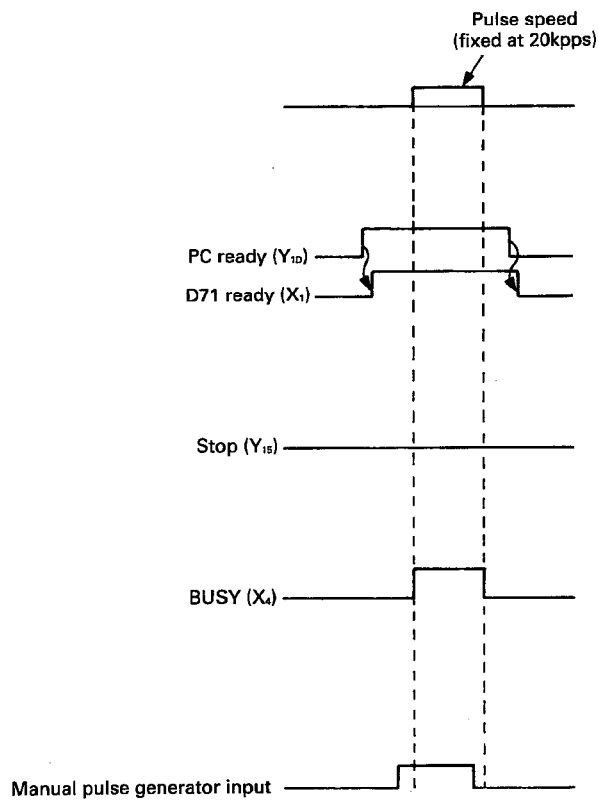 Pulse speed
(fixed at 20kpps)
PC ready (Y₁D)
D71 ready (X₁)
Stop (Y₁₅)
BUSY (X₄)
Manual pulse generator input